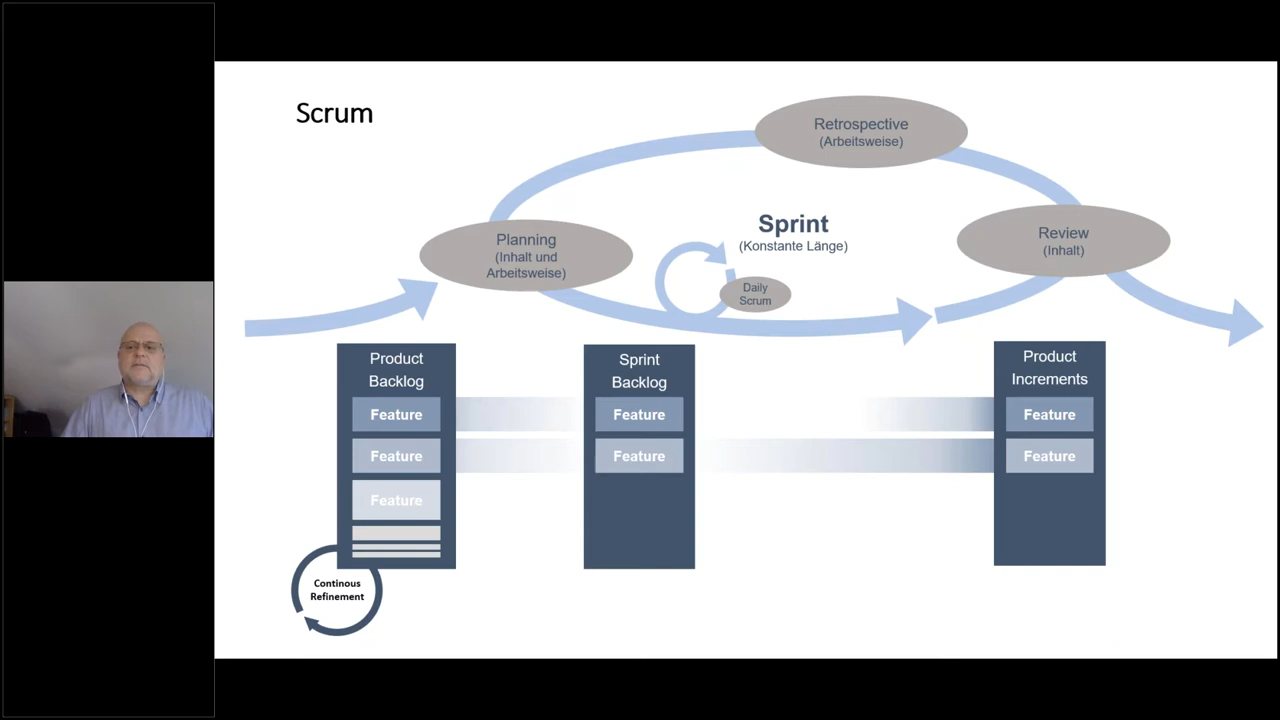 Scrum
Retrospective
(Arbeitsweise)
Sprint
(Konstante Länge)
Planning
(Inhalt und
Arbeitsweise)
Review
(Inhalt)
Daily
Scrum
Product
Backlog
Feature
Feature
Feature
Sprint
Backlog
Feature
Feature
Product
Increments
Feature
Feature
Continous
Refinement